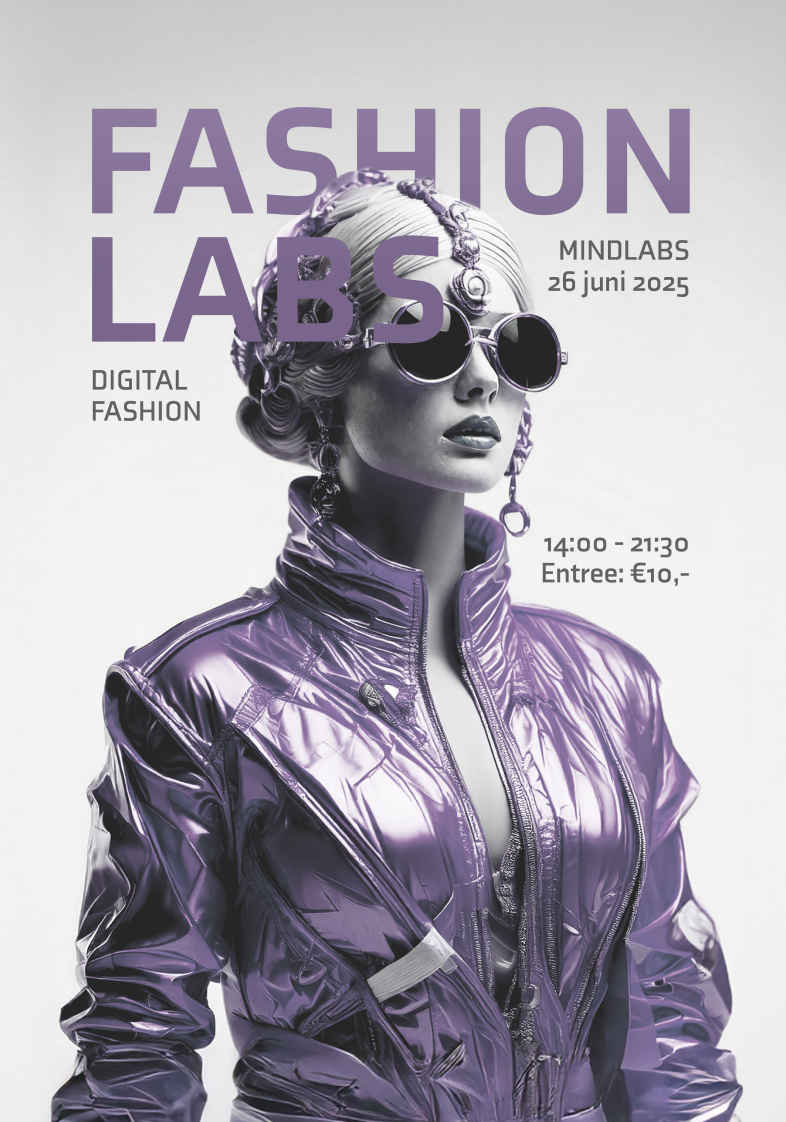 FASHION
LABS
MINDLABS
26 juni 2025
DIGITAL
FASHION
14:00 - 21:30
Entree: €10,-